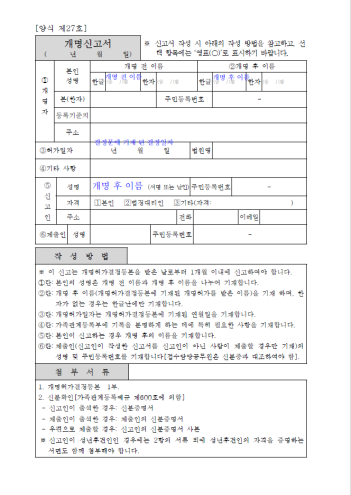 [양식 제27호]
개명신고서
( 년 월 일)
※ 신고서 작성 시 아래의 작성 방법을 참고하고, 선택 항목에는 '영표(○)'로 표시하기 바랍니다.
① 개명자
본인성명
개명 전 이름
②개명 후 이름
한글 개명 전 이름 한자
한글 개명 후 이름 한자
본(한자)
주민등록번호 -
등록기준지
주소
③허가일자
결정문에 기재 된 결정일자
년 월 일
법원명
④기타 사항
⑤ 신고인
성명
개명 후 이름 (서명 또는 날인)
주민등록번호 -
자격
①본인 ②법정대리인 ③기타(자격: )
주소
전화
이메일
⑥제출인
성명
주민등록번호 -
작 성 방 법
※ 이 신고는 개명허가결정등본을 받은 날로부터 1개월 이내에 신고하여야 합니다.
①란: 본인의 성명은 개명 전 이름과 개명 후 이름을 나누어 기재합니다.
②란: 개명 후 이름(개명허가결정등본에 기재된 개명허가를 받은 이름)을 기재 하며, 한자가 없는 경우는 한글란에만 기재합니다.
③란: 개명허가일자는 개명허가결정등본에 기재된 연월일을 기재합니다.
④란: 가족관계등록부에 기록을 분명하게 하는 데에 특히 필요한 사항을 기재합니다.
⑤란: 본인이 신고하는 경우 개명 후의 이름을 기재합니다.
⑥란: 제출인(신고인이 작성한 신고서를 신고인이 아닌 사람이 제출할 경우만 기재)의 성명 및 주민등록번호를 기재합니다.[접수담당공무원은 신분증과 대조하여야 함].
첨 부 서 류
1. 개명허가결정등본 1부.
2. 신분확인[가족관계등록예규 제600호에 의함]
- 신고인이 출석한 경우: 신분증명서
- 제출인이 출석한 경우: 제출인의 신분증명서
- 우편으로 제출할 경우: 신고인의 신분증명서 사본
※ 신고인이 성년후견인인 경우에는 2항의 서류 외에 성년후견인의 자격을 증명하는 서면도 함께 첨부해야 합니다.